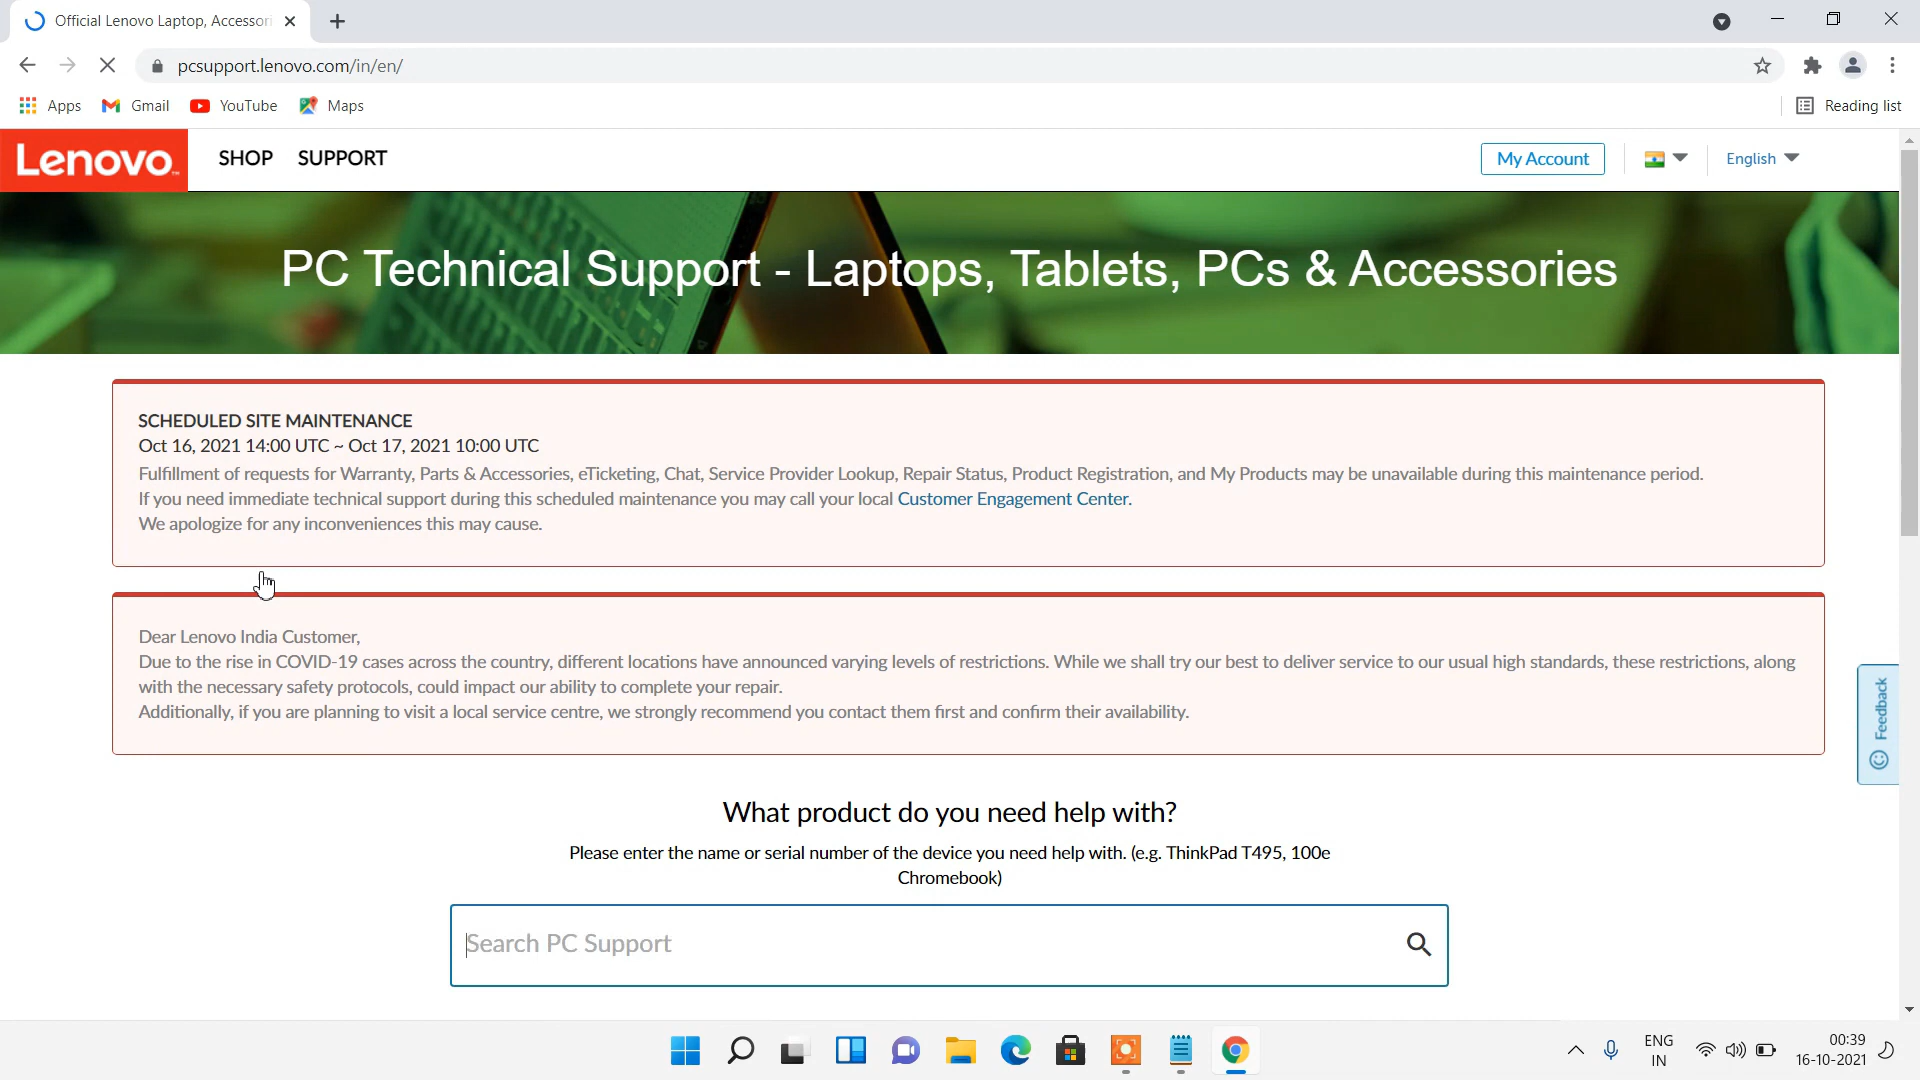 Official Lenovo Laptop, Accessori
pcsupport.lenovo.com/in/en/
Apps Gmail YouTube Maps Reading list
Lenovo SHOP SUPPORT My Account English
PC Technical Support - Laptops, Tablets, PCs & Accessories
SCHEDULED SITE MAINTENANCE
Oct 16, 2021 14:00 UTC ~ Oct 17, 2021 10:00 UTC
Fulfillment of requests for Warranty, Parts & Accessories, eTicketing, Chat, Service Provider Lookup, Repair Status, Product Registration, and My Products may be unavailable during this maintenance period.
If you need immediate technical support during this scheduled maintenance you may call your local Customer Engagement Center.
We apologize for any inconveniences this may cause.
Dear Lenovo India Customer,
Due to the rise in COVID-19 cases across the country, different locations have announced varying levels of restrictions. While we shall try our best to deliver service to our usual high standards, these restrictions, along
with the necessary safety protocols, could impact our ability to complete your repair.
Additionally, if you are planning to visit a local service centre, we strongly recommend you contact them first and confirm their availability.
Feedback
What product do you need help with?
Please enter the name or serial number of the device you need help with. (e.g. ThinkPad T495, 100e
Chromebook)
Search PC Support
ENG
IN
00:39
16-10-2021